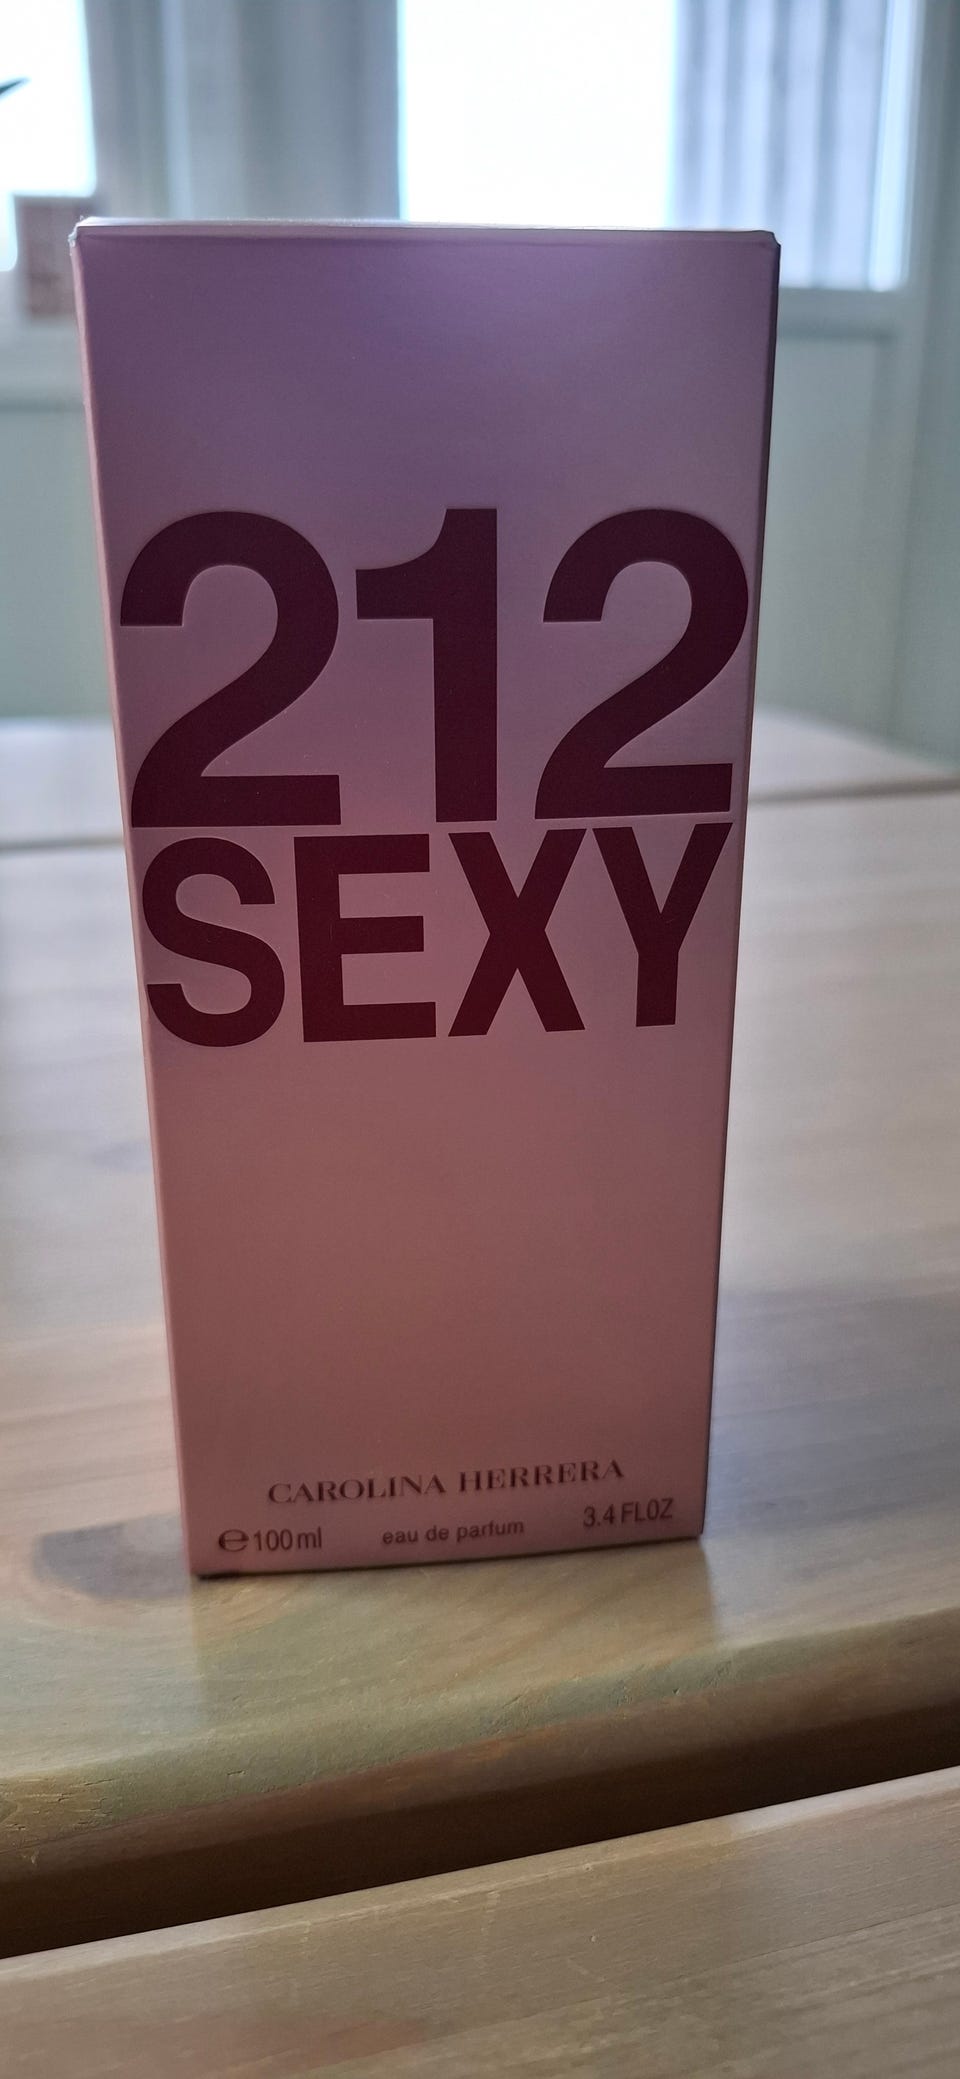 212
SEXY
CAROLINA HERRERA
℮100ml eau de parfum 3.4 FLOZ